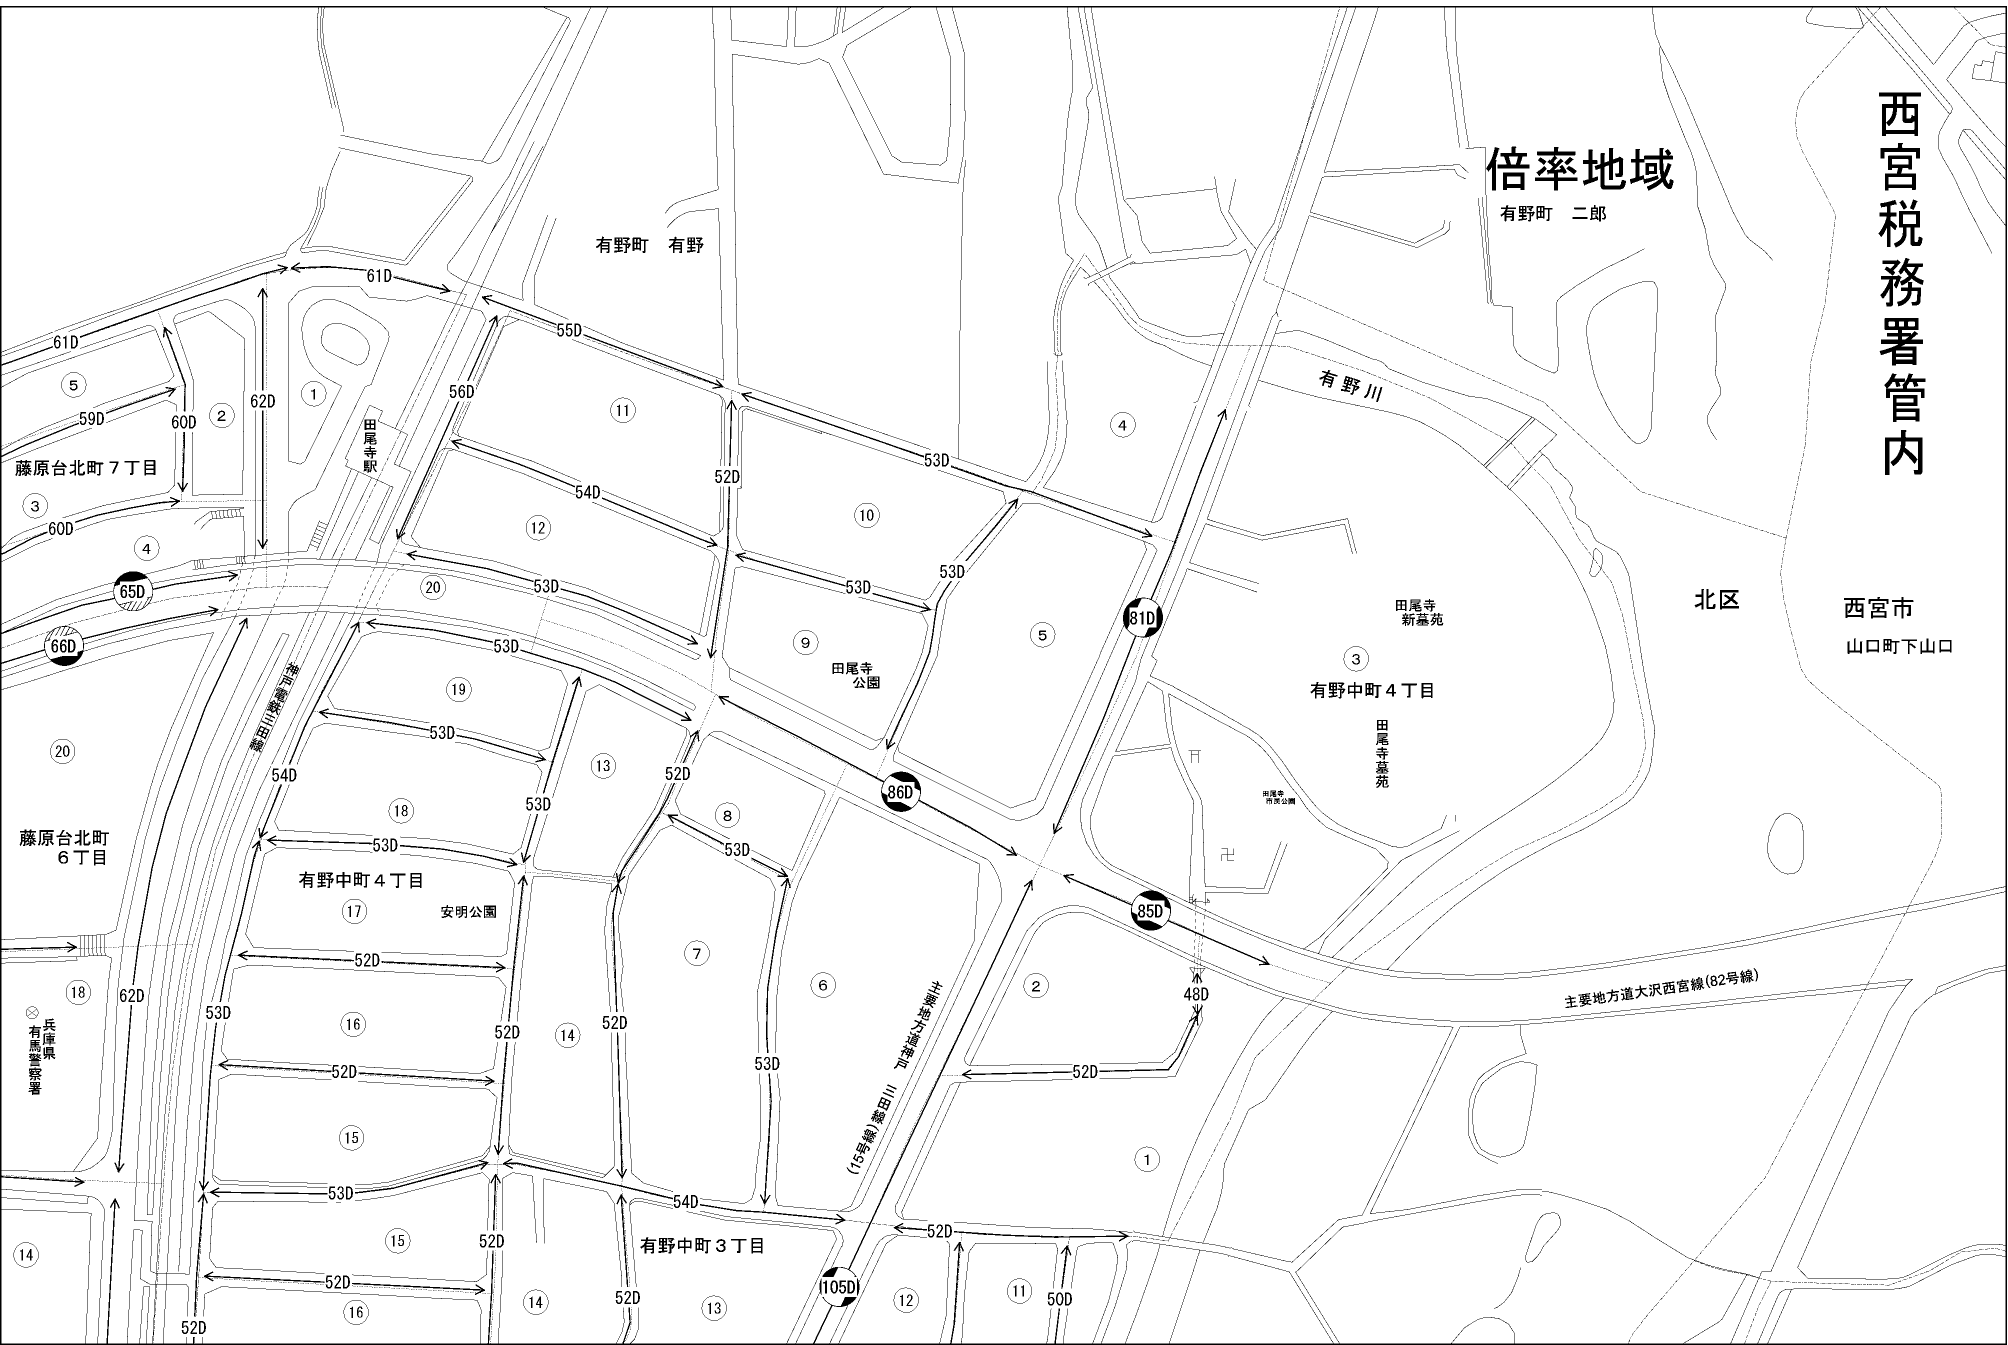 西宮税務署管内
倍率地域
有野町　二郎
有野町　有野
61D
61D
55D
61D
⑤
59D
60D
②
62D
①
56D
⑪
④
有野川
藤原台北町７丁目
田尾寺駅
53D
52D
54D
③
60D
④
⑫
⑩
65D
66D
⑳
53D
53D
53D
53D
81D
⑤
⑨
田尾寺
公園
田尾寺
新墓苑
③
有野中町４丁目
田尾寺墓苑
北区
西宮市
山口町下山口
神戸電鉄三田線
⑲
53D
⑬
52D
⑳
54D
53D
86D
⑧
53D
田尾寺
市民公園
⑱
53D
藤原台北町
６丁目
有野中町４丁目
⑰
安明公園
85D
⑦
⑥
②
48D
52D
⑱
62D
53D
兵庫県
有馬警察署
⑯
52D
52D
⑭
52D
53D
主要地方道神戸三田線
(15号線)
主要地方道大沢西宮線(82号線)
52D
⑮
①
53D
54D
52D
⑮
52D
有野中町３丁目
⑭
52D
⑯
52D
⑭
52D
⑬
105D
⑫
⑪
50D